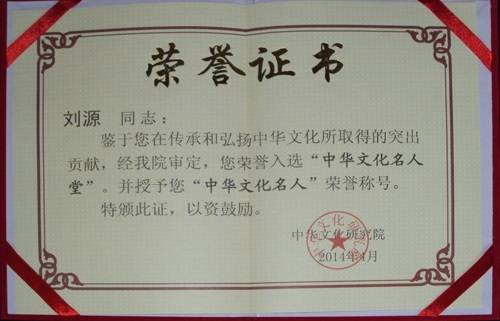 荣誉证书
刘源 同志：
鉴于您在传承和弘扬中华文化所取得的突出
贡献，经我院审定，您荣誉入选“中华文化名人
堂”。并授予您“中华文化名人”荣誉称号。
特颁此证，以资鼓励。
中华文化研究院
2014年1月